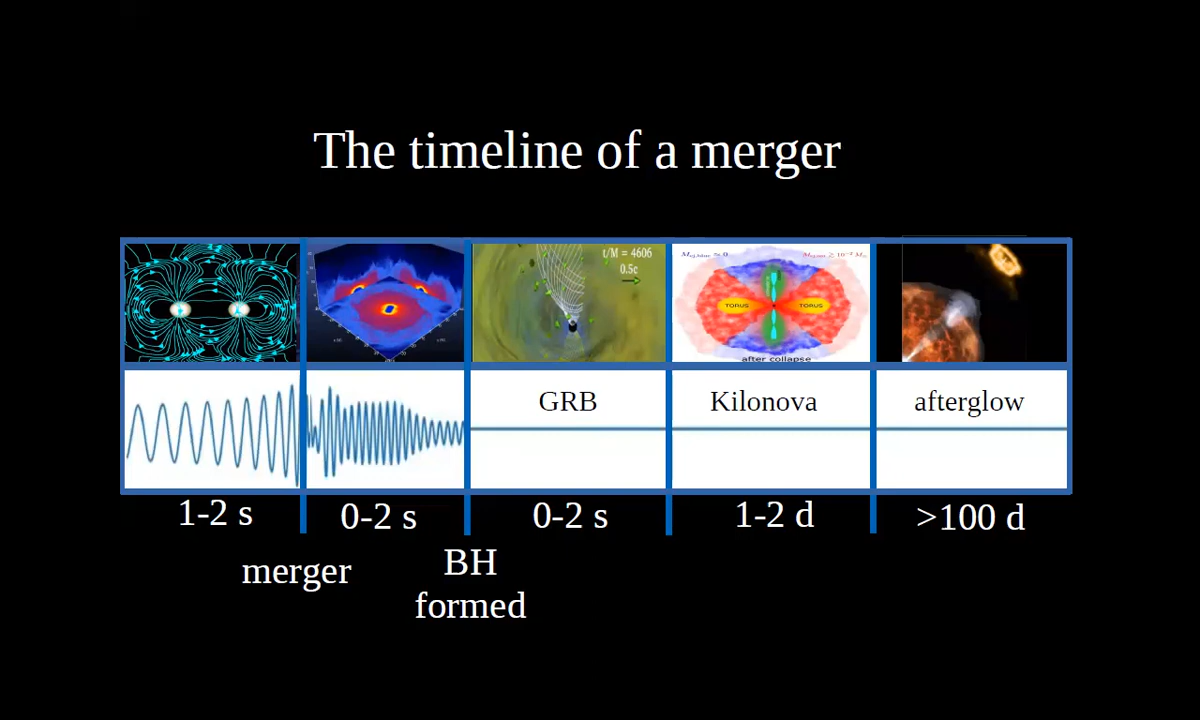 The timeline of a merger
t/M = 4606
0.5c
TORUS
TORUS
after collapse
GRB
Kilonova
afterglow
1-2 s
0-2 s
0-2 s
1-2 d
>100 d
merger
BH
formed